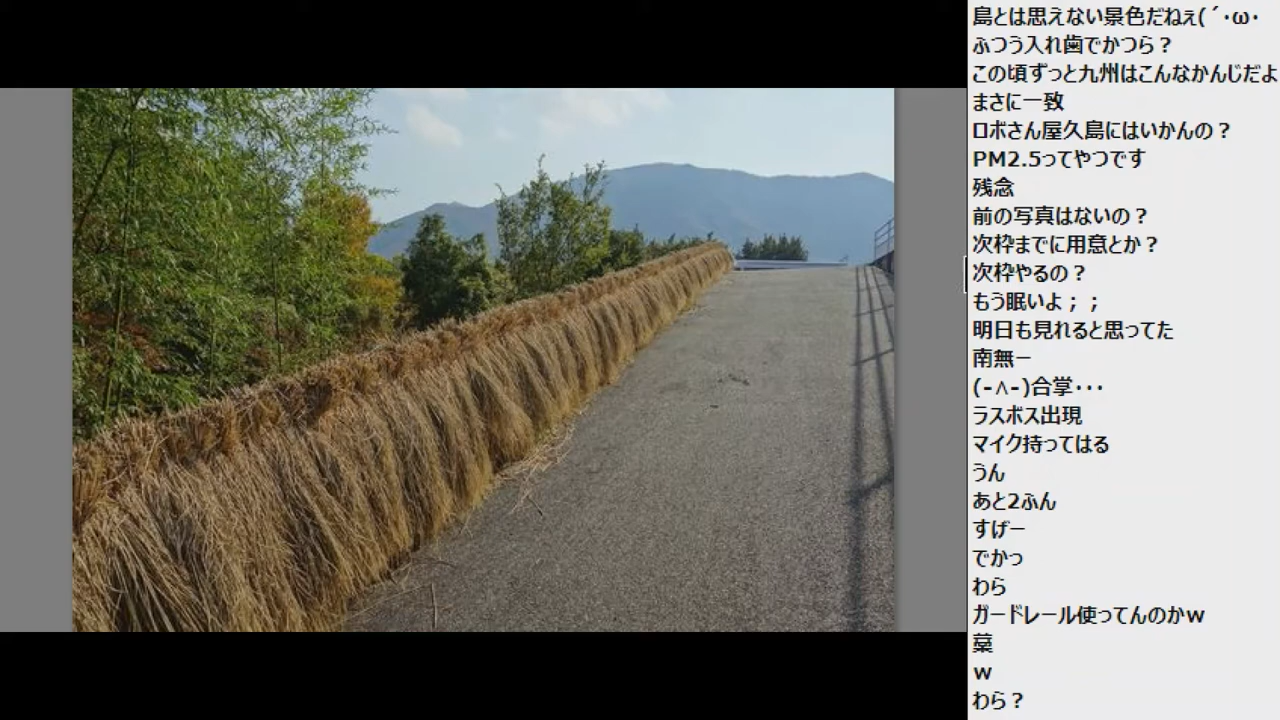 島とは思えない景色だねぇ(´･ω･
ふつう入れ歯でかつら？
この頃ずっと九州はこんなかんじだよ
まさに一致
ロボさん屋久島にはいかんの？
PM2.5ってやつです
残念
前の写真はないの？
次枠までに用意とか？
次枠やるの？
もう眠いよ；；
明日も見れると思ってた
南無ー
(-∧-)合掌･･･
ラスボス出現
マイク持ってはる
うん
あと2ふん
すげー
でかっ
わら
ガードレール使ってんのかw
藁
w
わら？